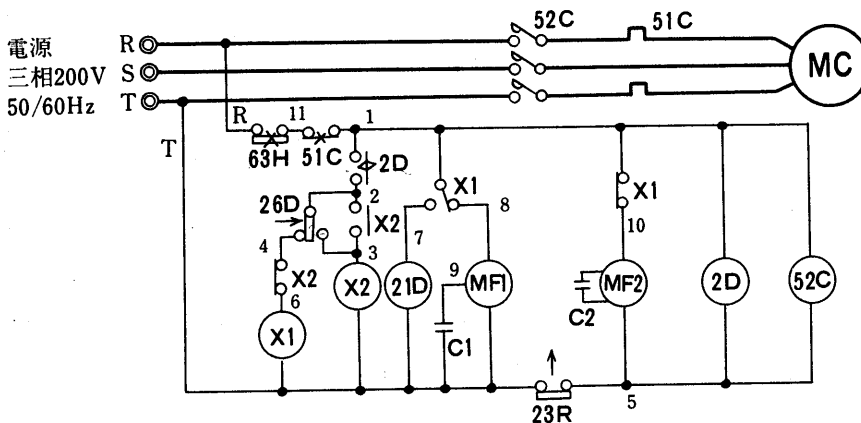 電源
三相200V
50/60Hz
R
S
T
52C
51C
MC
R
11
1
T
63H
51C
2D
2
26D
X2
X1
X1
4
7
8
10
3
X2
9
6
X1
X2
21D
MF1
MF2
2D
52C
C2
C1
23R
5